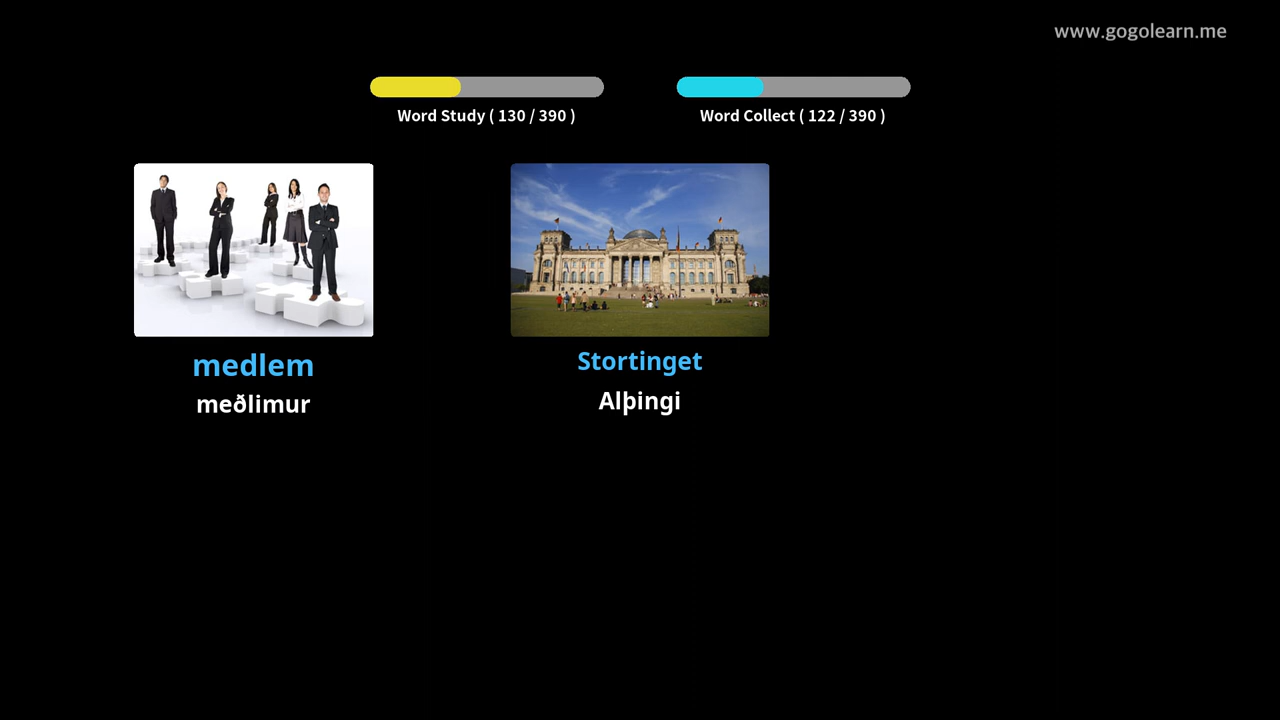 www.gogolearn.me
Word Study ( 130 / 390 )
Word Collect ( 122 / 390 )
medlem
meðlimur
Stortinget
Alþingi